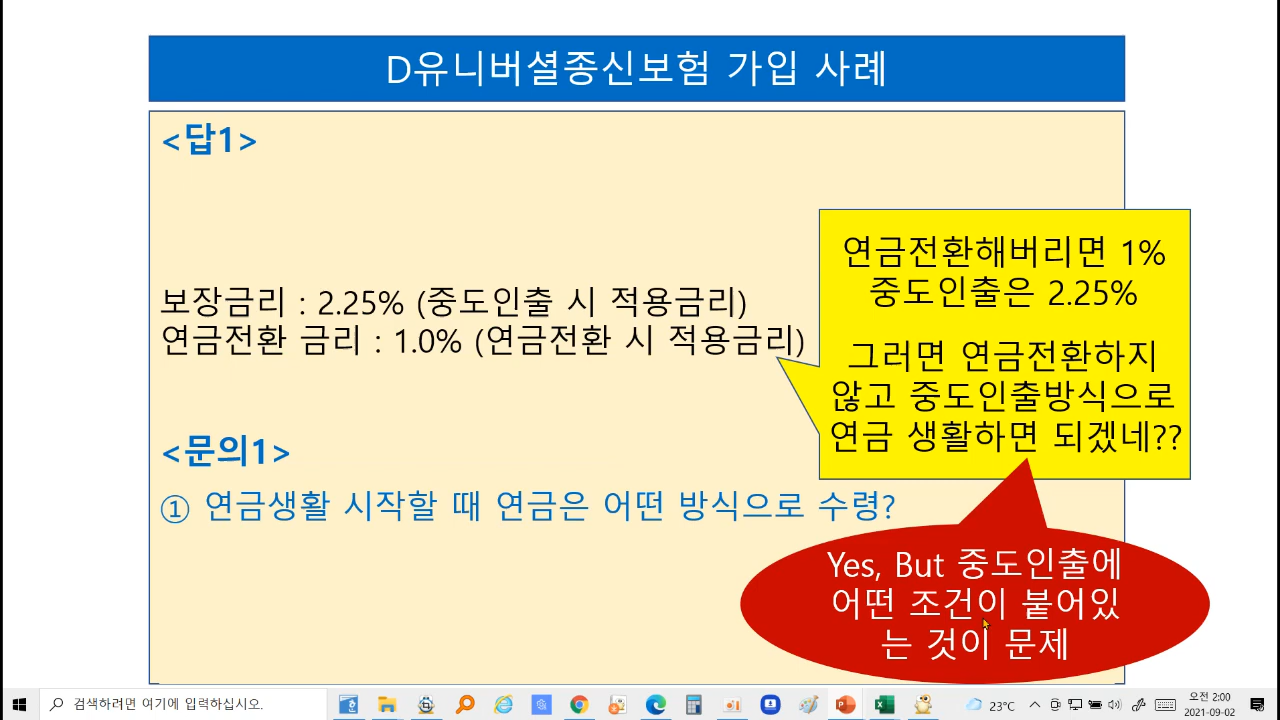 D유니버셜종신보험 가입 사례
<답1>
보장금리 : 2.25% (중도인출 시 적용금리)
연금전환 금리 : 1.0% (연금전환 시 적용금리)
연금전환해버리면 1%
중도인출은 2.25%
그러면 연금전환하지
않고 중도인출방식으로
연금 생활하면 되겠네??
<문의1>
① 연금생활 시작할 때 연금은 어떤 방식으로 수령?
Yes, But 중도인출에
어떤 조건이 붙어있
는 것이 문제
검색하려면 여기에 입력하십시오.
23℃
오전 2:00
2021-09-02